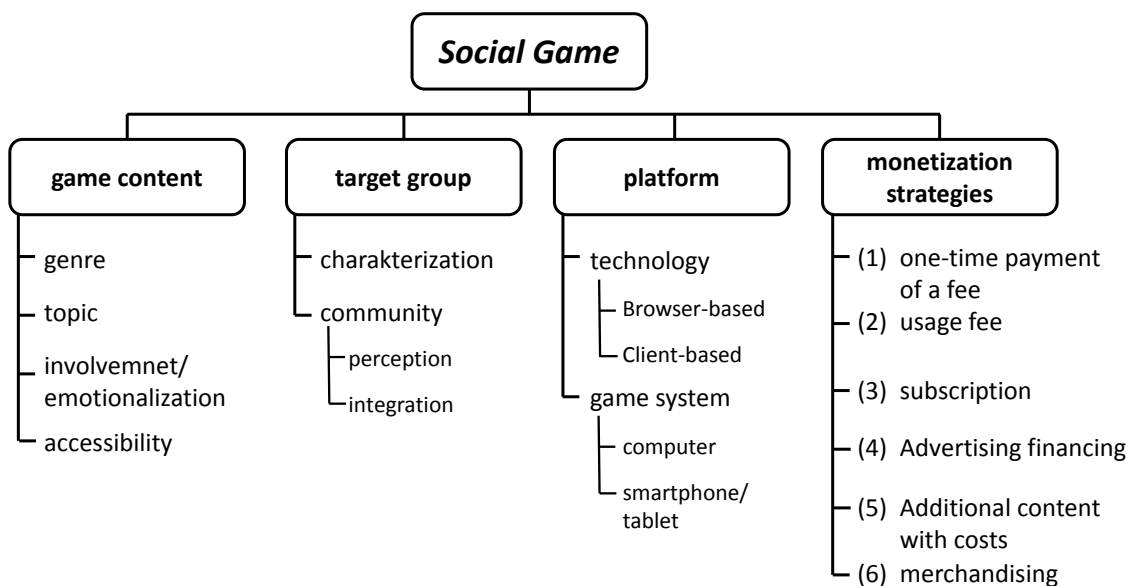 Social Game
game content
genre
topic
involvemnet/
emotionalization
accessibility
target group
charakterization
community
perception
integration
platform
technology
Browser-based
Client-based
game system
computer
smartphone/
tablet
monetization
strategies
(1) one-time payment
of a fee
(2) usage fee
(3) subscription
(4) Advertising financing
(5) Additional content
with costs
(6) merchandising